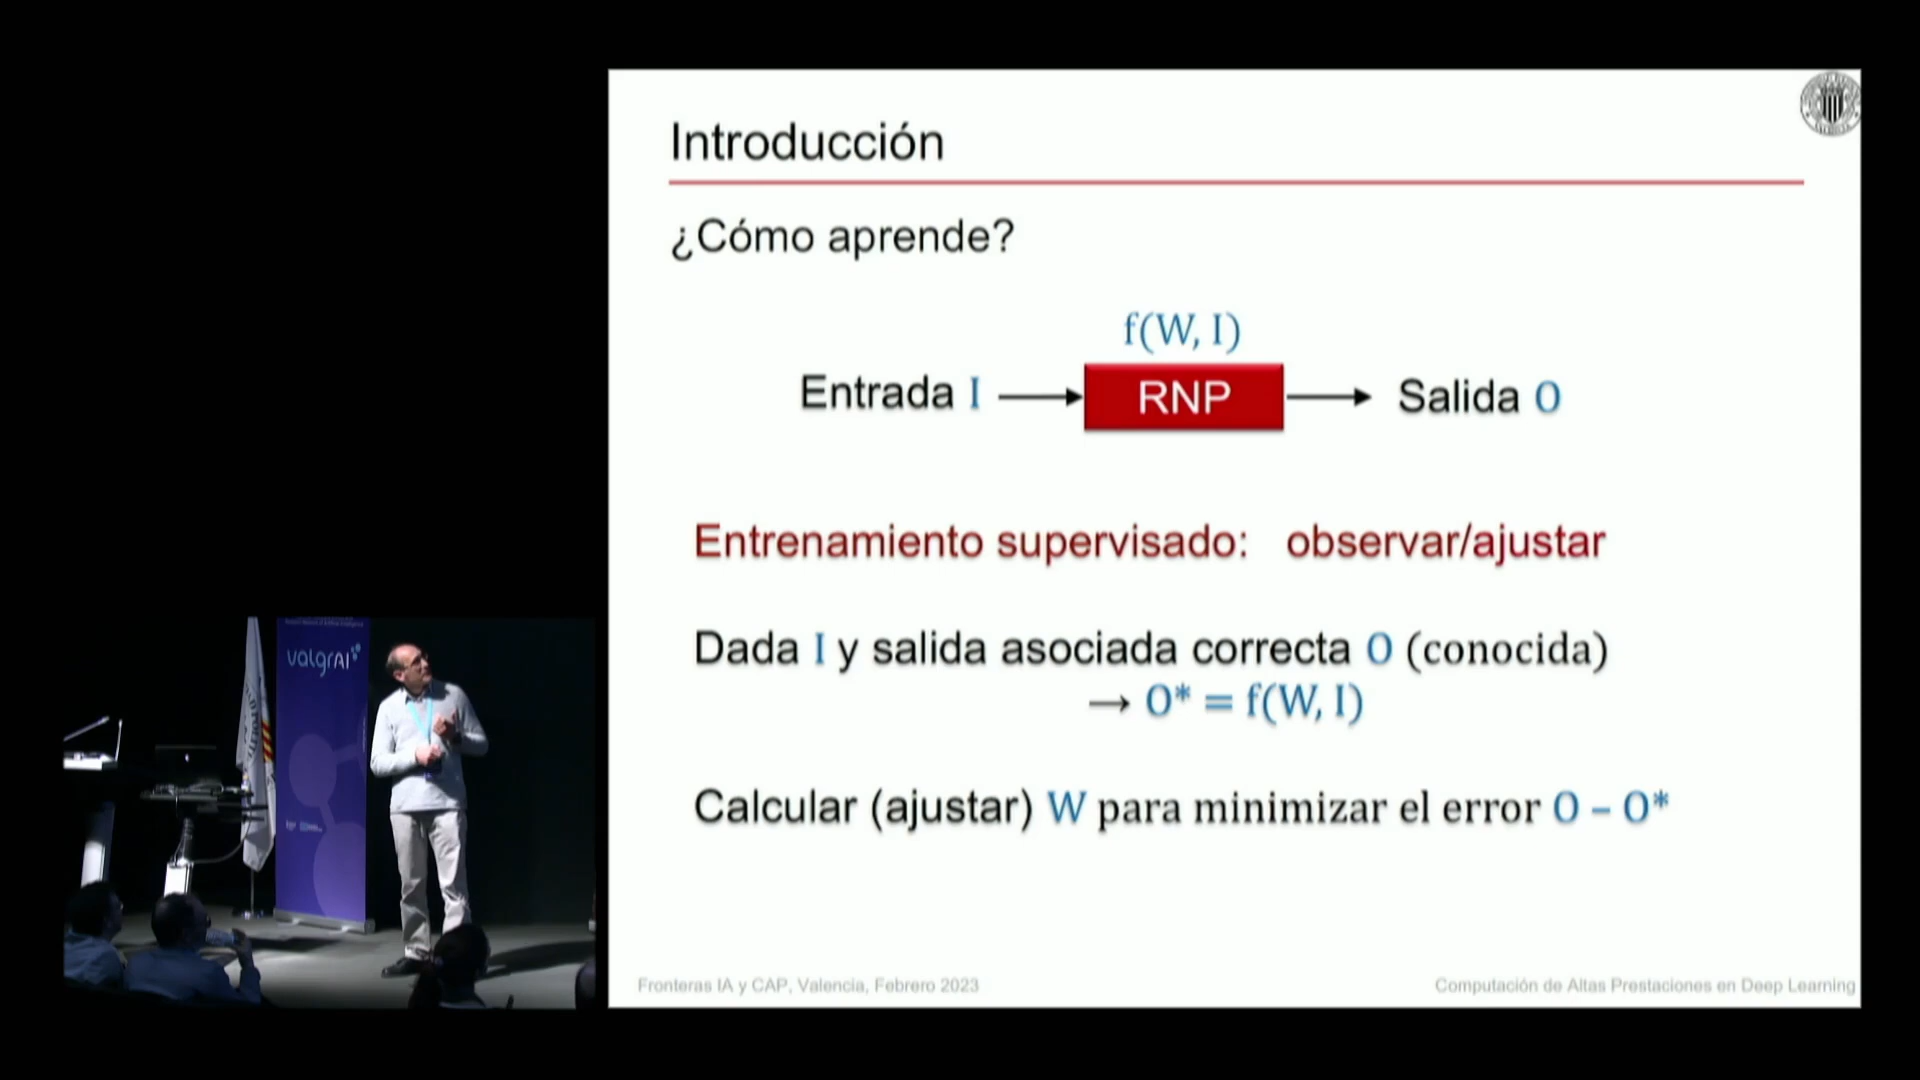 Introducción
¿Cómo aprende?
f(W, I)
Entrada I → RNP → Salida O
Entrenamiento supervisado: observar/ajustar
Dada I y salida asociada correcta O (conocida)
→ O* = f(W, I)
Calcular (ajustar) W para minimizar el error O – O*
Fronteras IA y CAP, Valencia, Febrero 2023
Computación de Altas Prestaciones en Deep Learning
valgrAI